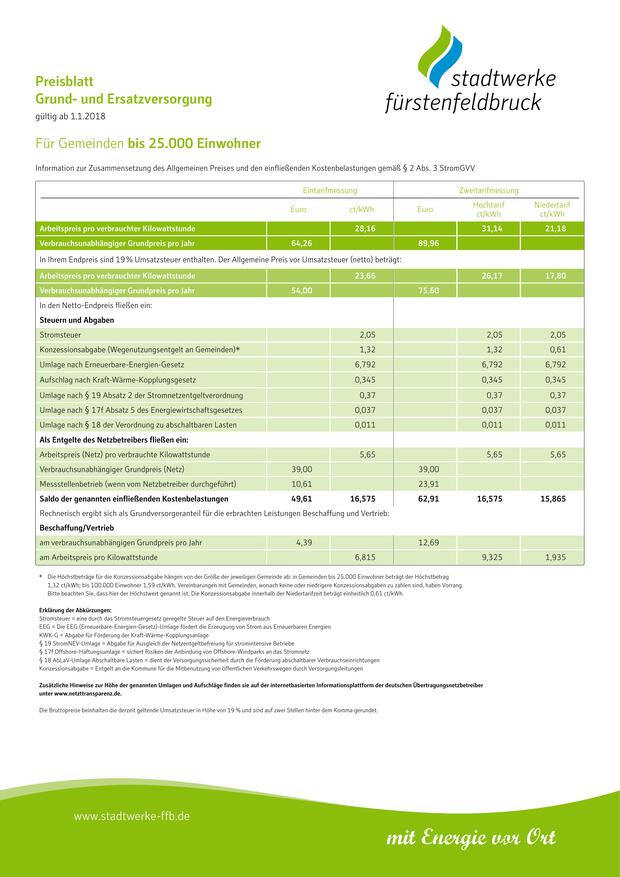 stadtwerke
fürstenfeldbruck
Preisblatt
Grund- und Ersatzversorgung
gültig ab 1.1.2018
Für Gemeinden bis 25.000 Einwohner
Information zur Zusammensetzung des Allgemeinen Preises und den einfließenden Kostenbelastungen gemäß § 2 Abs. 3 StromGVV
Eintarifmessung Zweitarifmessung
Euro ct/kWh Euro Hochtarif ct/kWh Niedertarif ct/kWh
Arbeitspreis pro verbrauchter Kilowattstunde 28,16 31,14 21,18
Verbrauchsunabhängiger Grundpreis pro Jahr 64,26 89,96
In Ihrem Endpreis sind 19 % Umsatzsteuer enthalten. Der Allgemeine Preis vor Umsatzsteuer (netto) beträgt:
Arbeitspreis pro verbrauchter Kilowattstunde 23,66 26,17 17,80
Verbrauchsunabhängiger Grundpreis pro Jahr 54,00 75,60
In den Netto-Endpreis fließen ein:
Steuern und Abgaben
Stromsteuer 2,05 2,05 2,05
Konzessionsabgabe (Wegenutzungsentgelt an Gemeinden)* 1,32 1,32 0,61
Umlage nach Erneuerbare-Energien-Gesetz 6,792 6,792 6,792
Aufschlag nach Kraft-Wärme-Kopplungsgesetz 0,345 0,345 0,345
Umlage nach § 19 Absatz 2 der Stromnetzentgeltverordnung 0,37 0,37 0,37
Umlage nach § 17f Absatz 5 des Energiewirtschaftsgesetzes 0,037 0,037 0,037
Umlage nach § 18 der Verordnung zu abschaltbaren Lasten 0,011 0,011 0,011
Als Entgelte des Netzbetreibers fließen ein:
Arbeitspreis (Netz) pro verbrauchte Kilowattstunde 5,65 5,65 5,65
Verbrauchsunabhängiger Grundpreis (Netz) 39,00 39,00
Messstellenbetrieb (wenn vom Netzbetreiber durchgeführt) 10,61 23,91
Saldo der genannten einfließenden Kostenbelastungen 49,61 16,575 62,91 16,575 15,865
Rechnerisch ergibt sich als Grundversorgeranteil für die erbrachten Leistungen Beschaffung und Vertrieb:
Beschaffung/Vertrieb
am verbrauchsunabhängigen Grundpreis pro Jahr 4,39 12,69
am Arbeitspreis pro Kilowattstunde 6,815 9,325 1,935
* Die Höchstbeträge für die Konzessionsabgabe hängen von der Größe der jeweiligen Gemeinde ab: in Gemeinden bis 25.000 Einwohner beträgt der Höchstbetrag
1,32 ct/kWh; bis 100.000 Einwohner 1,59 ct/kWh. Vereinbarungen mit Gemeinden, wonach keine oder niedrigere Konzessionsabgaben zu zahlen sind, haben Vorrang.
Bitte beachten Sie, dass hier der Höchstwert genannt ist. Die Konzessionsabgabe innerhalb der Niedertarifzeit beträgt einheitlich 0,61 ct/kWh.
Erklärung der Abkürzungen:
Stromsteuer = eine durch das Stromsteuergesetz geregelte Steuer auf den Energieverbrauch
EEG = Die EEG (Erneuerbare-Energien-Gesetz)-Umlage fördert die Erzeugung von Strom aus Erneuerbaren Energien
KWK-G = Abgabe für Förderung der Kraft-Wärme-Kopplungsanlage
§ 19 StromNEV-Umlage = Abgabe für Ausgleich der Netzentgeltbefreiung für stromintensive Betriebe
§ 17f Offshore-Haftungsumlage = sichert Risiken der Anbindung von Offshore-Windparks an das Stromnetz
§ 18 AbLaV-Umlage Abschaltbare Lasten = dient der Versorgungssicherheit durch die Förderung abschaltbarer Verbrauchseinrichtungen
Konzessionsabgabe = Entgelt an die Kommune für die Mitbenutzung von öffentlichen Verkehrswegen durch Versorgungsleitungen
Zusätzliche Hinweise zur Höhe der genannten Umlagen und Aufschläge finden sie auf der internetbasierten Informationsplattform der deutschen Übertragungsnetzbetreiber
unter www.netztransparenz.de.
Die Bruttopreise beinhalten die derzeit geltende Umsatzsteuer in Höhe von 19 % und sind auf zwei Stellen hinter dem Komma gerundet.
www.stadtwerke-ffb.de
mit Energie vor Ort